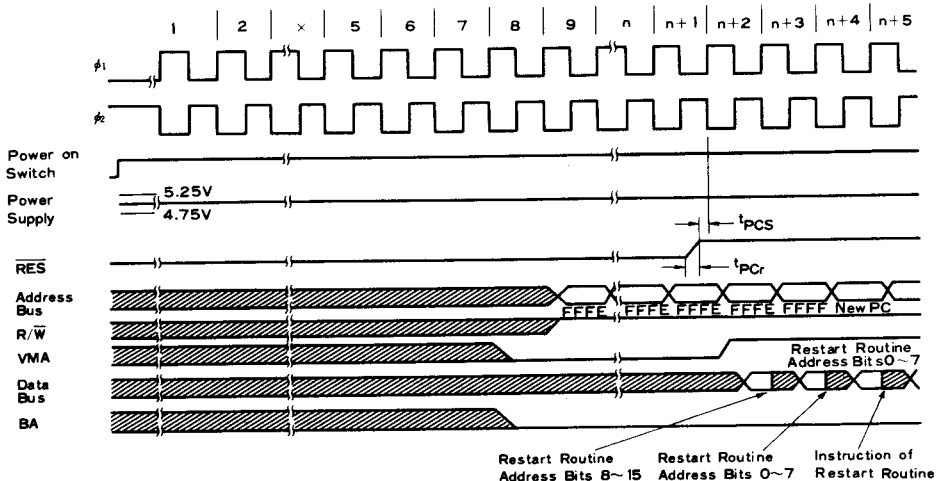 1 2 × 5 6 7 8 9 n n+1 n+2 n+3 n+4 n+5
ϕ1
ϕ2
Power on
Switch
5.25V
Power
Supply
4.75V
tPCS
RES
tPCr
Address
Bus
FFFE FFFE FFFE FFFE FFFF New PC
R/W
VMA
Restart Routine
Address Bits 0~7
Data
Bus
BA
Restart Routine
Address Bits 8~15
Restart Routine
Address Bits 0~7
Instruction of
Restart Routine